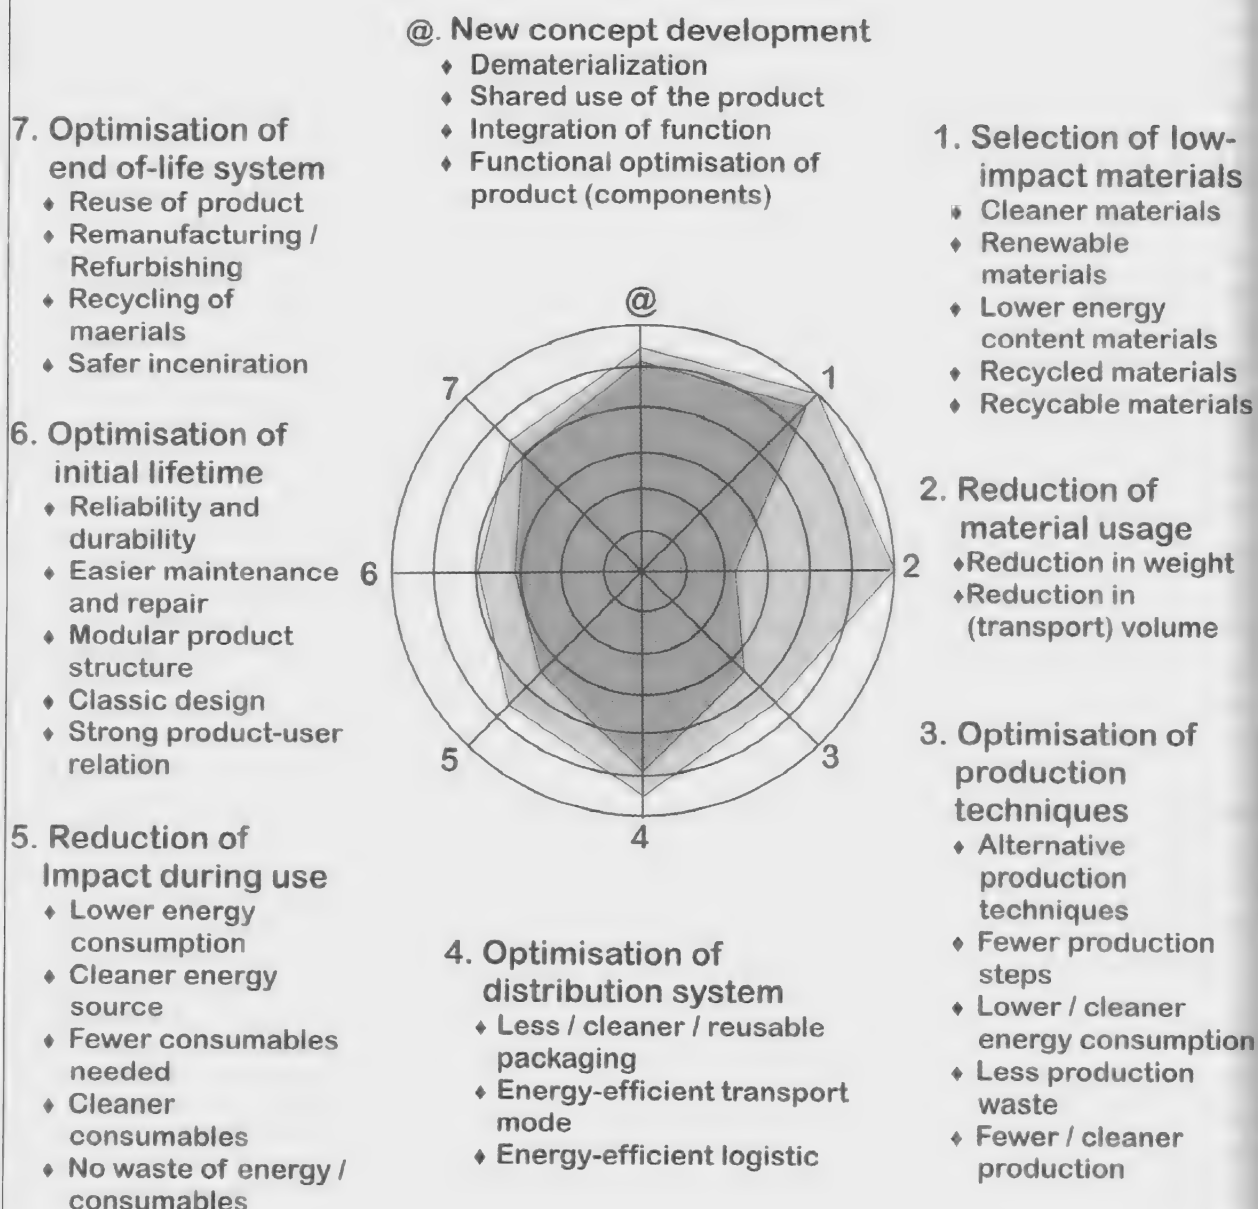 @. New concept development
♦ Dematerialization
♦ Shared use of the product
♦ Integration of function
♦ Functional optimisation of
product (components)
7. Optimisation of
end of-life system
♦ Reuse of product
♦ Remanufacturing /
Refurbishing
♦ Recycling of
maerials
♦ Safer inceniration
6. Optimisation of
initial lifetime
♦ Reliability and
durability
♦ Easier maintenance
and repair
♦ Modular product
structure
♦ Classic design
♦ Strong product-user
relation
5. Reduction of
Impact during use
♦ Lower energy
consumption
♦ Cleaner energy
source
♦ Fewer consumables
needed
♦ Cleaner
consumables
♦ No waste of energy /
consumables
@
7
1
6
2
5
3
4
4. Optimisation of
distribution system
♦ Less / cleaner / reusable
packaging
♦ Energy-efficient transport
mode
♦ Energy-efficient logistic
1. Selection of low-
impact materials
♦ Cleaner materials
♦ Renewable
materials
♦ Lower energy
content materials
♦ Recycled materials
♦ Recycable materials
2. Reduction of
material usage
♦Reduction in weight
♦Reduction in
(transport) volume
3. Optimisation of
production
techniques
♦ Alternative
production
techniques
♦ Fewer production
steps
♦ Lower / cleaner
energy consumption
♦ Less production
waste
♦ Fewer / cleaner
production